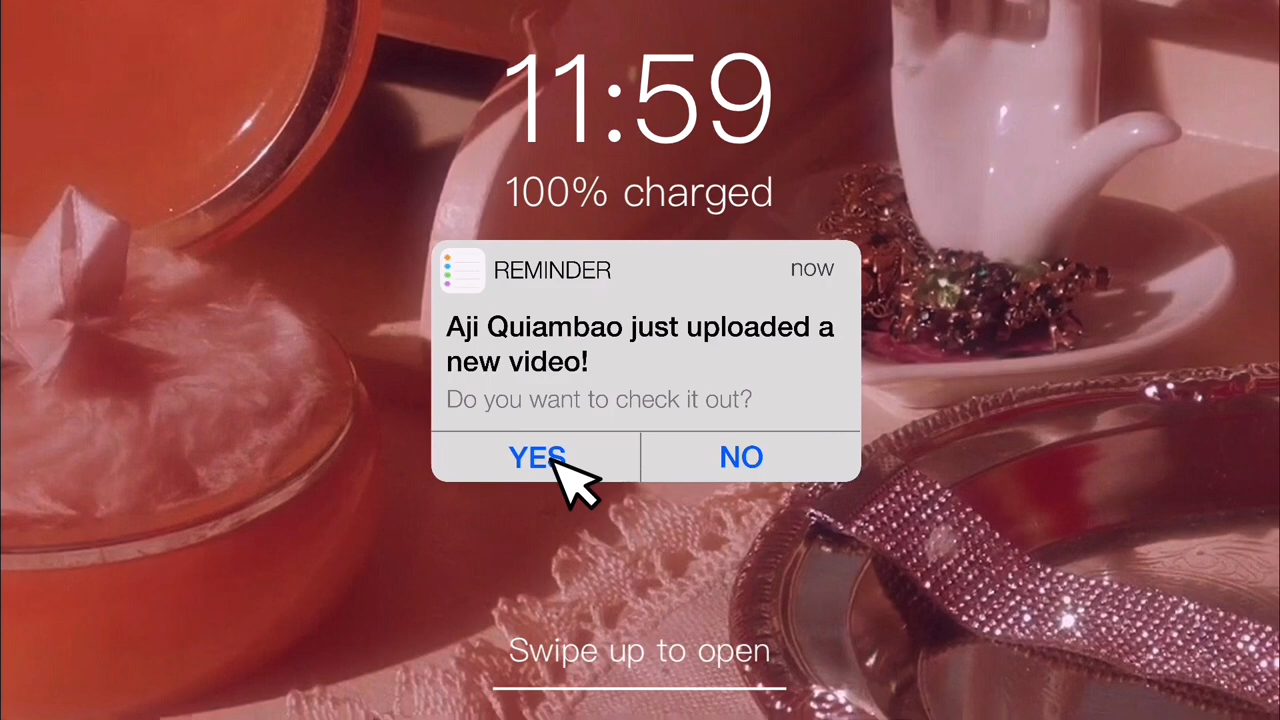 11:59
100% charged
REMINDER now
Aji Quiambao just uploaded a
new video!
Do you want to check it out?
YES NO
Swipe up to open